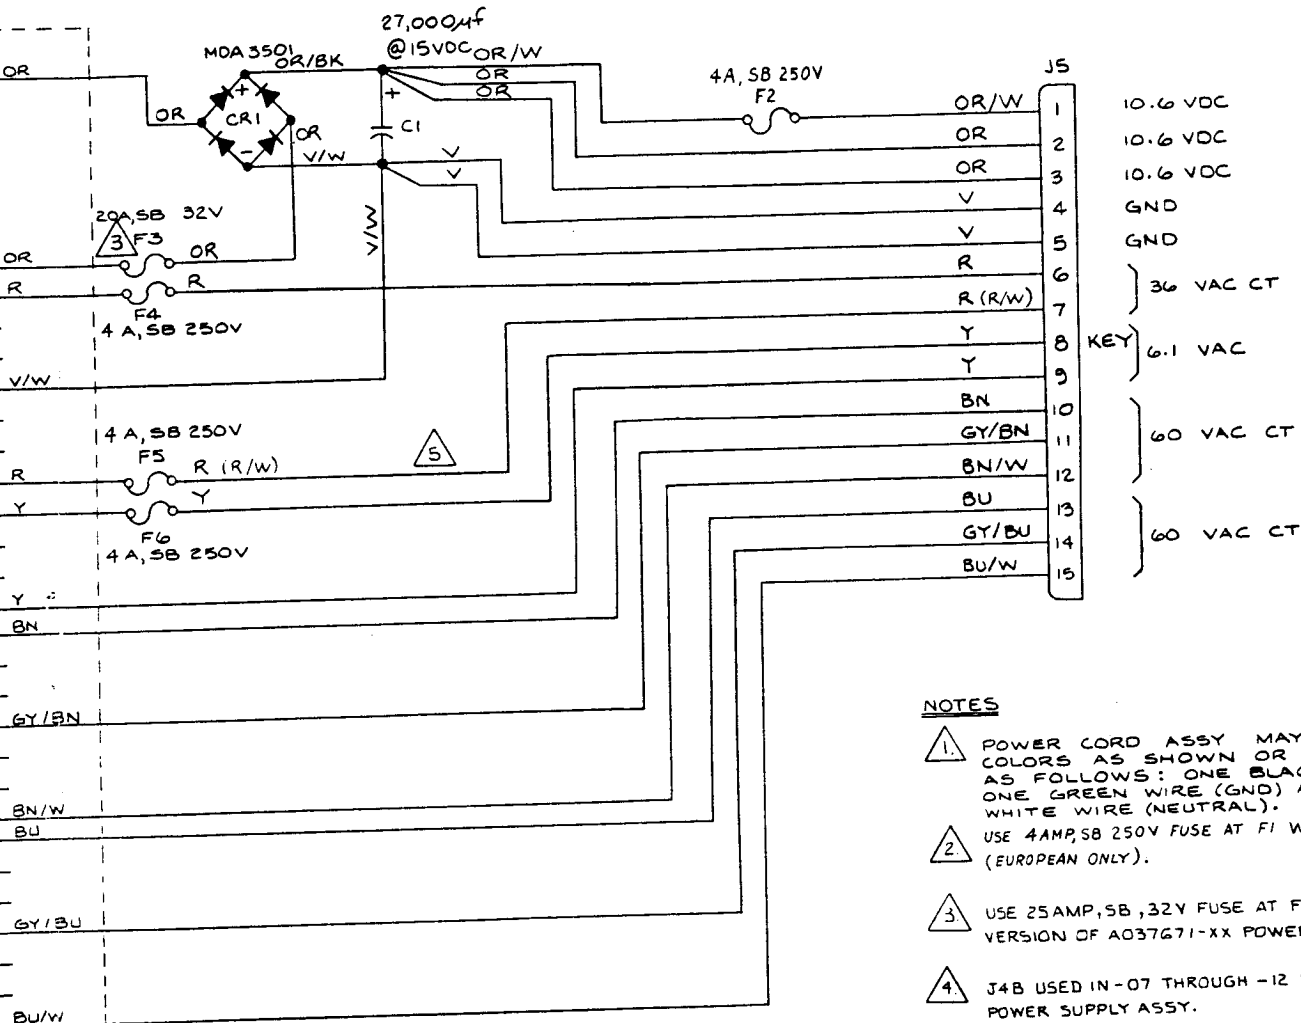 27,000µf
@15VDC
MDA3501
OR/BK
OR/W
OR
OR
OR
OR
CR1
+
-
OR
V/W
+
C1
V
V
V/W
4A, SB 250V
F2
J5
OR/W 1 10.6 VDC
OR 2 10.6 VDC
OR 3 10.6 VDC
V 4 GND
V 5 GND
R 6
36 VAC CT
R (R/W) 7
Y 8 KEY
6.1 VAC
Y 9
BN 10
GY/BN 11
60 VAC CT
BN/W 12
BU 13
GY/BU 14
60 VAC CT
BU/W 15
20A, SB 32V
3
F3
OR
OR
R
R
F4
4 A, SB 250V
V/W
4 A, SB 250V
F5
R
R (R/W)
5
Y
Y
F6
4 A, SB 250V
Y
BN
GY/BN
BN/W
BU
GY/BU
BU/W
NOTES
1. POWER CORD ASSY MAY
COLORS AS SHOWN OR
AS FOLLOWS: ONE BLAC
ONE GREEN WIRE (GND) A
WHITE WIRE (NEUTRAL).
2. USE 4AMP, SB 250V FUSE AT F1 W
(EUROPEAN ONLY).
3. USE 25AMP, SB, 32V FUSE AT F
VERSION OF A037671-XX POWER
4. J4B USED IN -07 THROUGH -12
POWER SUPPLY ASSY.